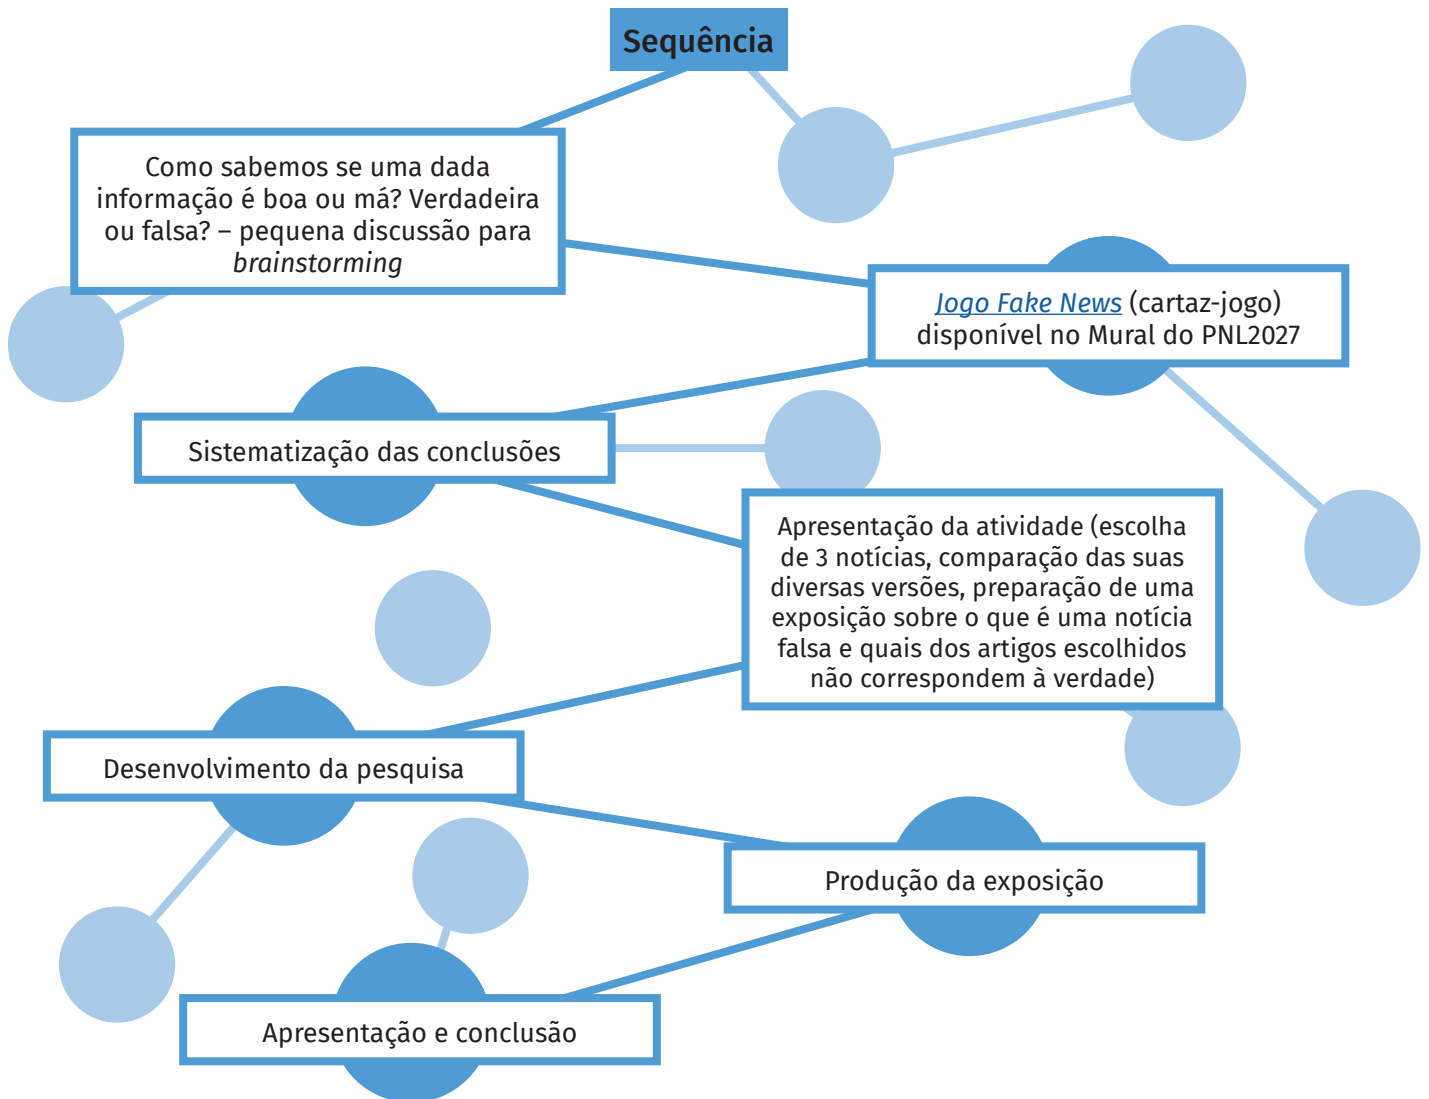 Sequência
Como sabemos se uma dada
informação é boa ou má? Verdadeira
ou falsa? – pequena discussão para
brainstorming
Jogo Fake News (cartaz-jogo)
disponível no Mural do PNL2027
Sistematização das conclusões
Apresentação da atividade (escolha
de 3 notícias, comparação das suas
diversas versões, preparação de uma
exposição sobre o que é uma notícia
falsa e quais dos artigos escolhidos
não correspondem à verdade)
Desenvolvimento da pesquisa
Produção da exposição
Apresentação e conclusão